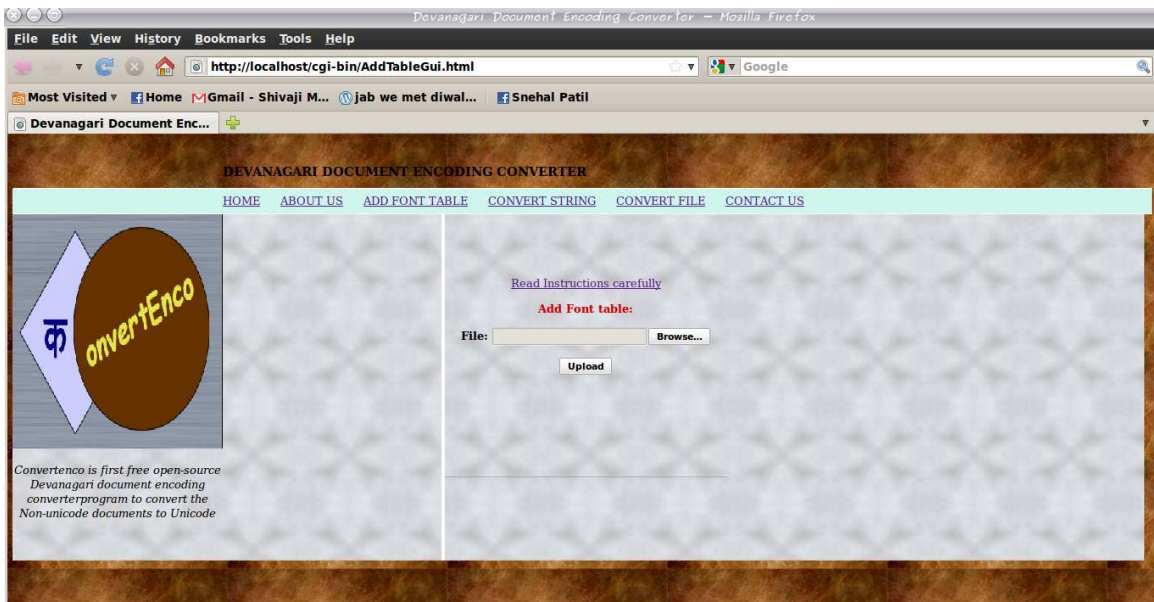 Devanagari Document Encoding Converter – Mozilla Firefox
File Edit View History Bookmarks Tools Help
http://localhost/cgi-bin/AddTableGui.html Google
Most Visited Home Gmail - Shivaji M... jab we met diwal... Snehal Patil
Devanagari Document Enc...
DEVANAGARI DOCUMENT ENCODING CONVERTER
HOME ABOUT US ADD FONT TABLE CONVERT STRING CONVERT FILE CONTACT US
क onvertEnco
Read Instructions carefully
Add Font table:
File: Browse...
Upload
Convertenco is first free open-source
Devanagari document encoding
converterprogram to convert the
Non-unicode documents to Unicode